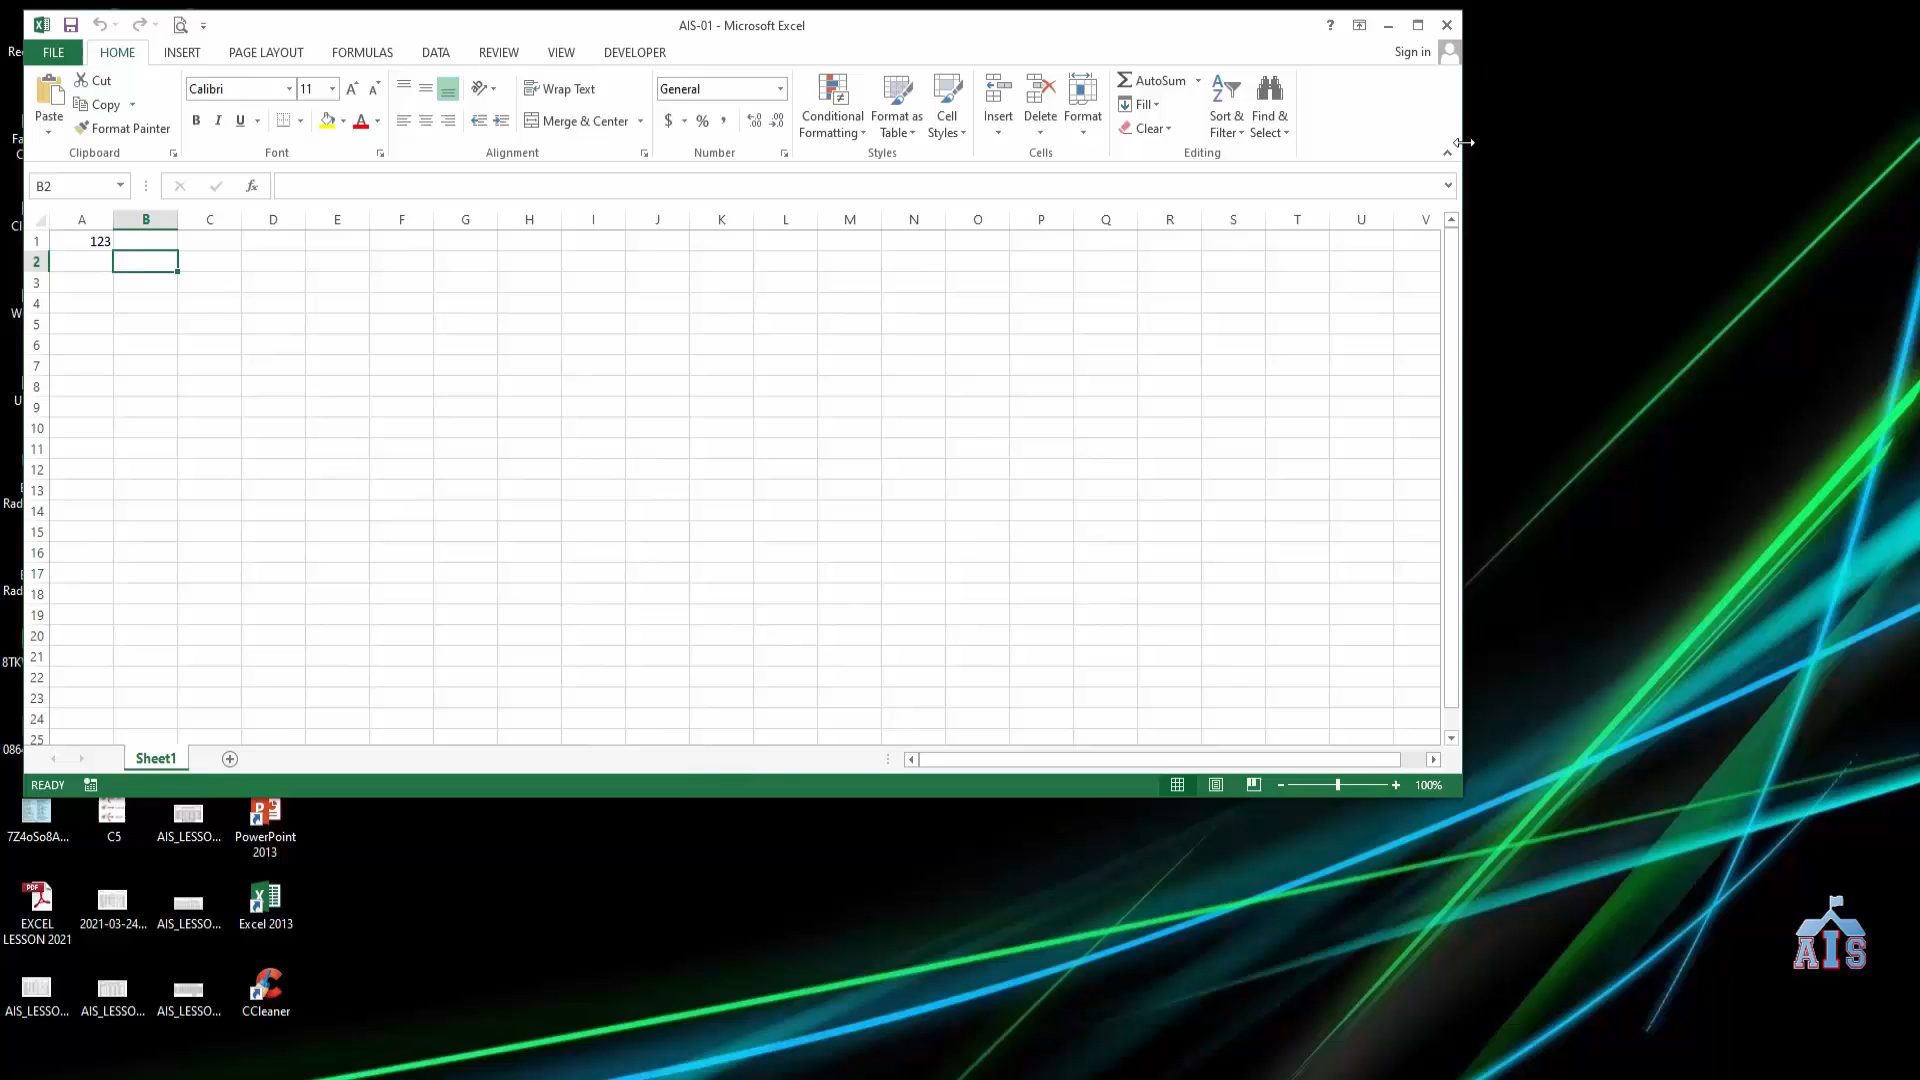 AIS-01 - Microsoft Excel
?
FILE HOME INSERT PAGE LAYOUT FORMULAS DATA REVIEW VIEW DEVELOPER Sign in
Paste
Cut
Copy
Format Painter
Clipboard
Calibri 11
B I U A
Font
Wrap Text
Merge & Center
Alignment
General
$ % ,
Number
Conditional
Formatting
Format as
Table
Cell
Styles
Styles
Insert Delete Format
Cells
AutoSum
Fill
Clear
Sort &
Filter
Find &
Select
Editing
B2
fx
A B C D E F G H I J K L M N O P Q R S T U V
1 123
2
3
4
5
6
7
8
9
10
11
12
13
14
15
16
17
18
19
20
21
22
23
24
25
Sheet1
READY 100%
7Z4oSo8A... C5 AIS_LESSO... PowerPoint
2013
EXCEL
LESSON 2021
2021-03-24... AIS_LESSO... Excel 2013
AIS_LESSO... AIS_LESSO... AIS_LESSO... CCleaner
AIS